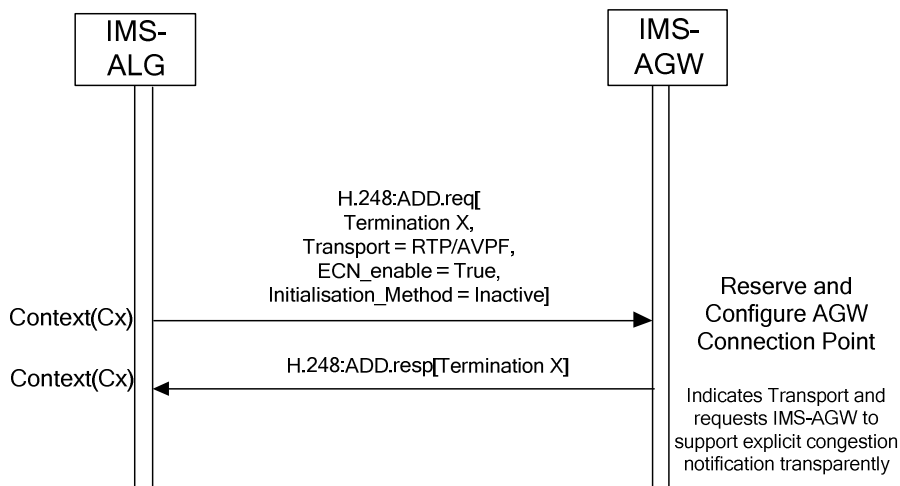 IMS-
ALG
IMS-
AGW
H.248:ADD.req[
Termination X,
Transport = RTP/AVPF,
ECN_enable = True,
Initialisation_Method = Inactive]
Context(Cx)
Reserve and
Configure AGW
Connection Point
H.248:ADD.resp[Termination X]
Context(Cx)
Indicates Transport and
requests IMS-AGW to
support explicit congestion
notification transparently